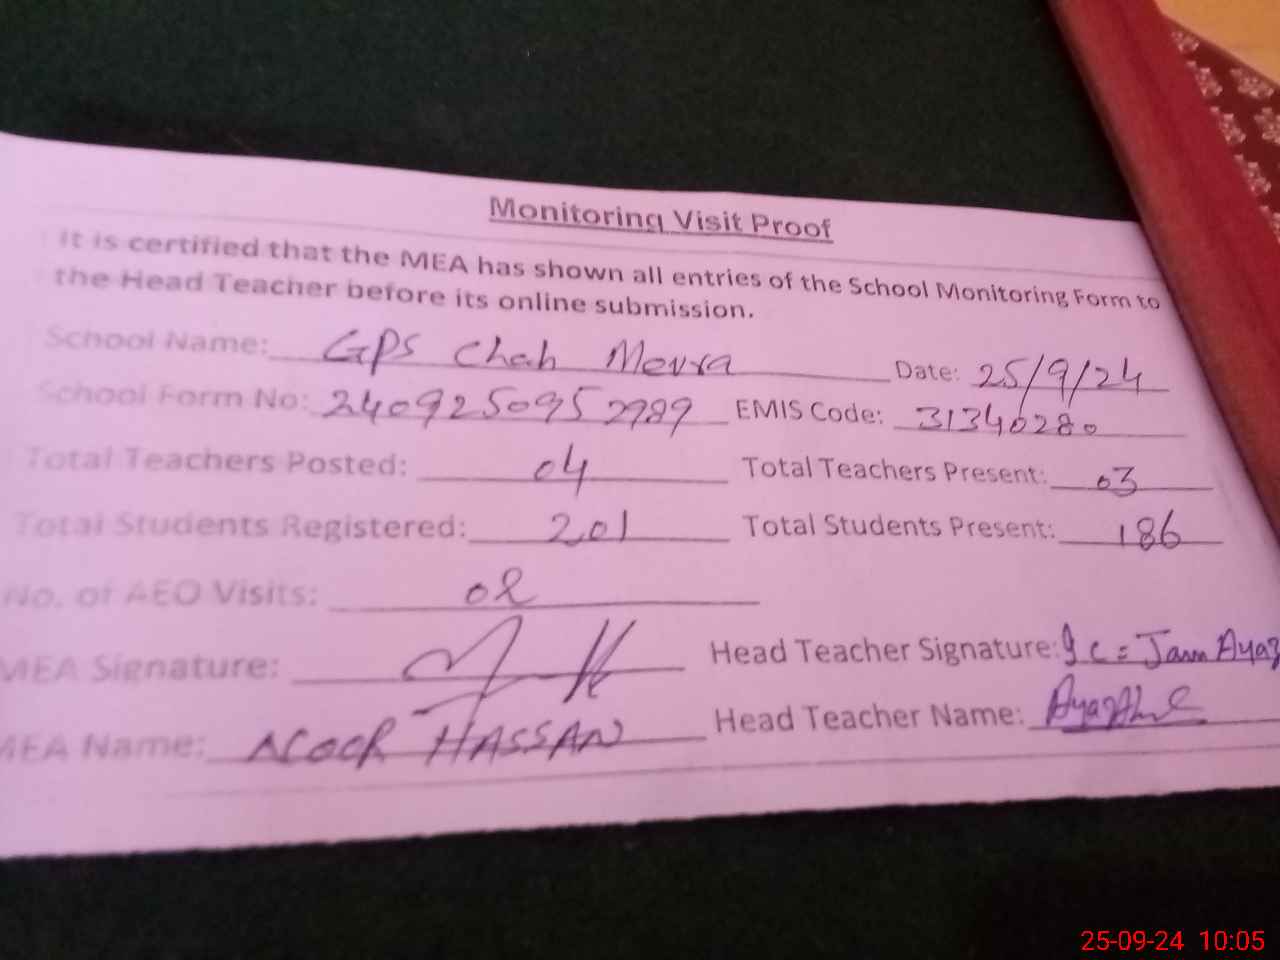 Monitoring Visit Proof
It is certified that the MEA has shown all entries of the School Monitoring Form to
the Head Teacher before its online submission.
School Name: GPS Chah Mevra Date: 25/9/24
School Form No: 2409250952989 EMIS Code: 31340280
Total Teachers Posted: 04 Total Teachers Present: 03
Total Students Registered: 201 Total Students Present: 186
No. of AEO Visits: 02
MEA Signature: Head Teacher Signature: Jam Ayaz
MEA Name: NOOR HASSAN Head Teacher Name:
25-09-24 10:05